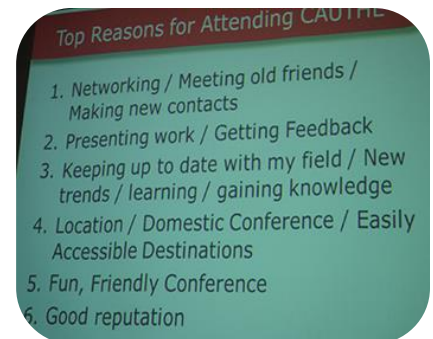 Top Reasons for Attending CAUTHE
1. Networking / Meeting old friends /
Making new contacts
2. Presenting work / Getting Feedback
3. Keeping up to date with my field / New
trends / learning / gaining knowledge
4. Location / Domestic Conference / Easily
Accessible Destinations
5. Fun, Friendly Conference
6. Good reputation